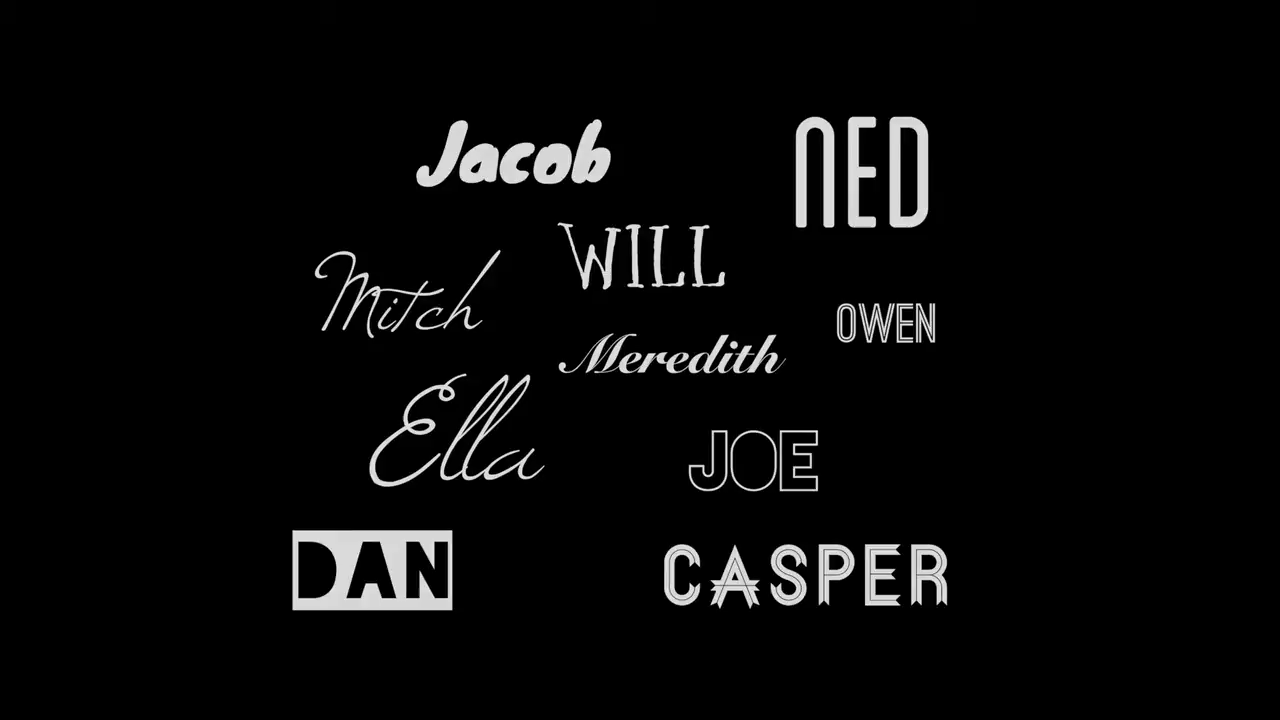 Jacob
NED
WILL
Mitch
OWEN
Meredith
Ella
JOE
DAN
CASPER